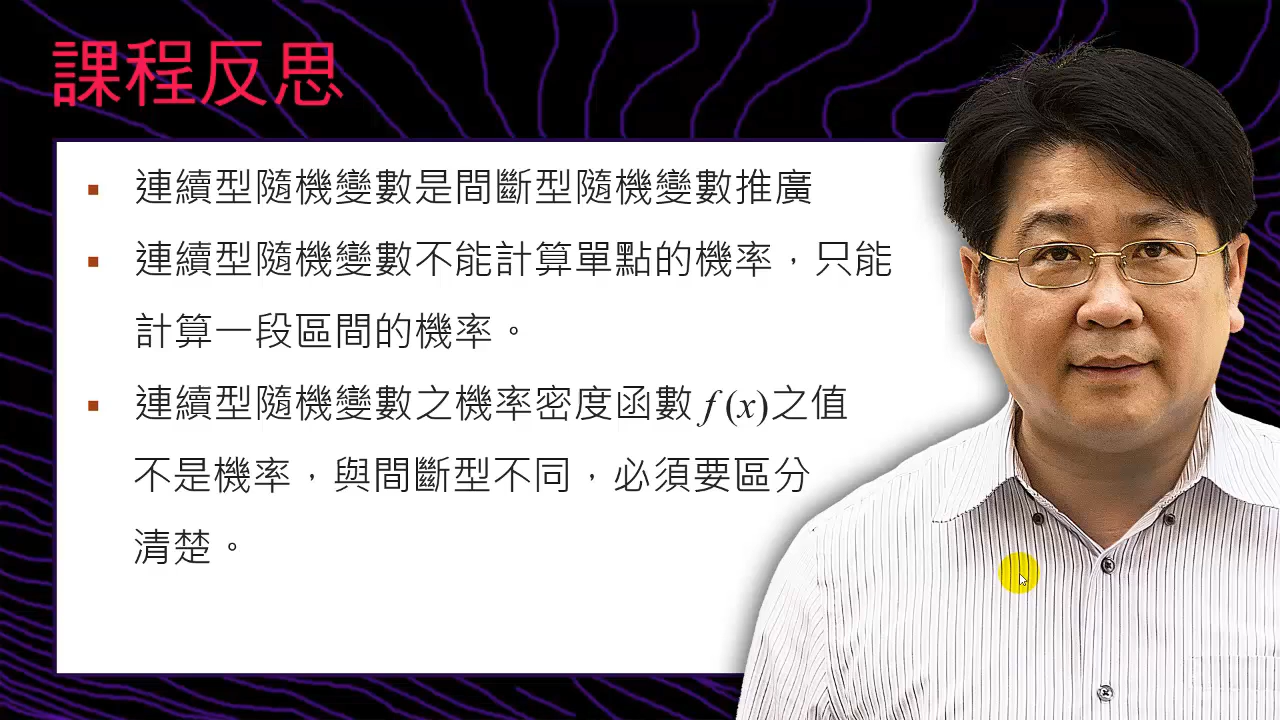 課程反思
▪ 連續型隨機變數是間斷型隨機變數推廣
▪ 連續型隨機變數不能計算單點的機率，只能
計算一段區間的機率。
▪ 連續型隨機變數之機率密度函數 f (x)之值
不是機率，與間斷型不同，必須要區分
清楚。